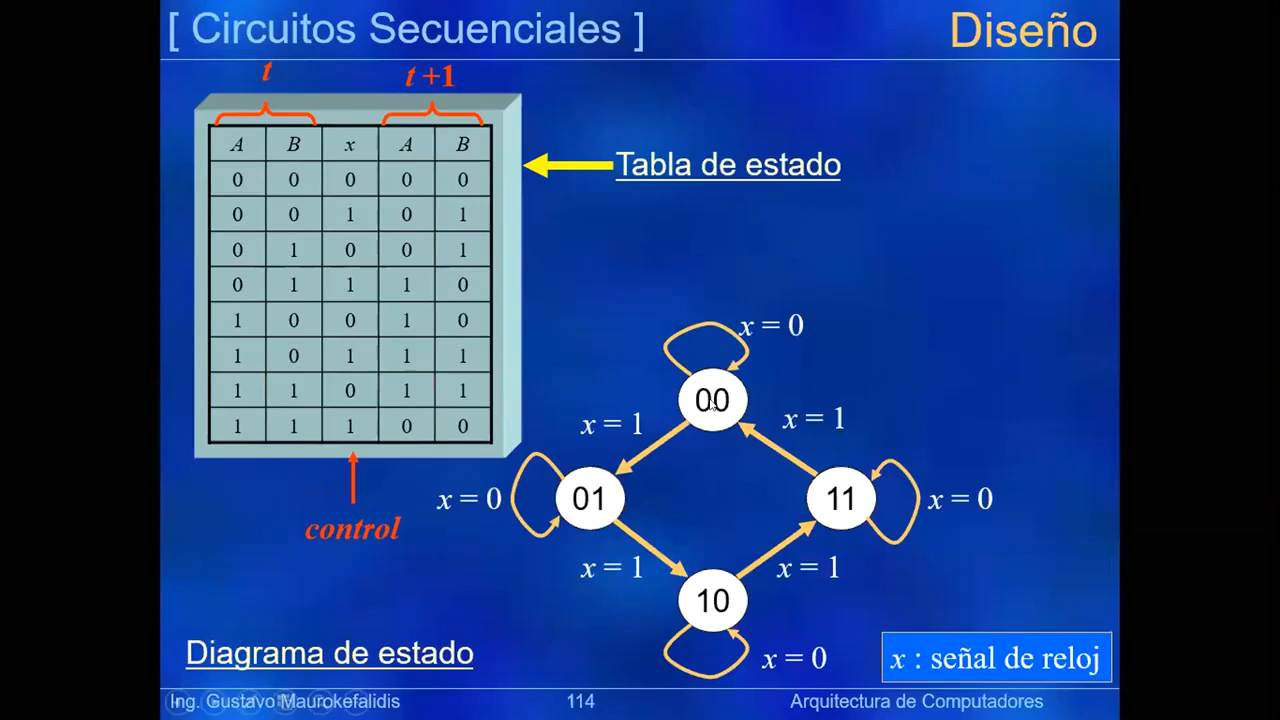 [ Circuitos Secuenciales ]
Diseño
t
t +1
A B x A B
0 0 0 0 0
0 0 1 0 1
0 1 0 0 1
0 1 1 1 0
1 0 0 1 0
1 0 1 1 1
1 1 0 1 1
1 1 1 0 0
control
Tabla de estado
x = 0
00
x = 1
x = 1
x = 0
01
11
x = 0
x = 1
x = 1
10
x = 0
Diagrama de estado
x : señal de reloj
Ing. Gustavo Maurokefalidis
114
Arquitectura de Computadores